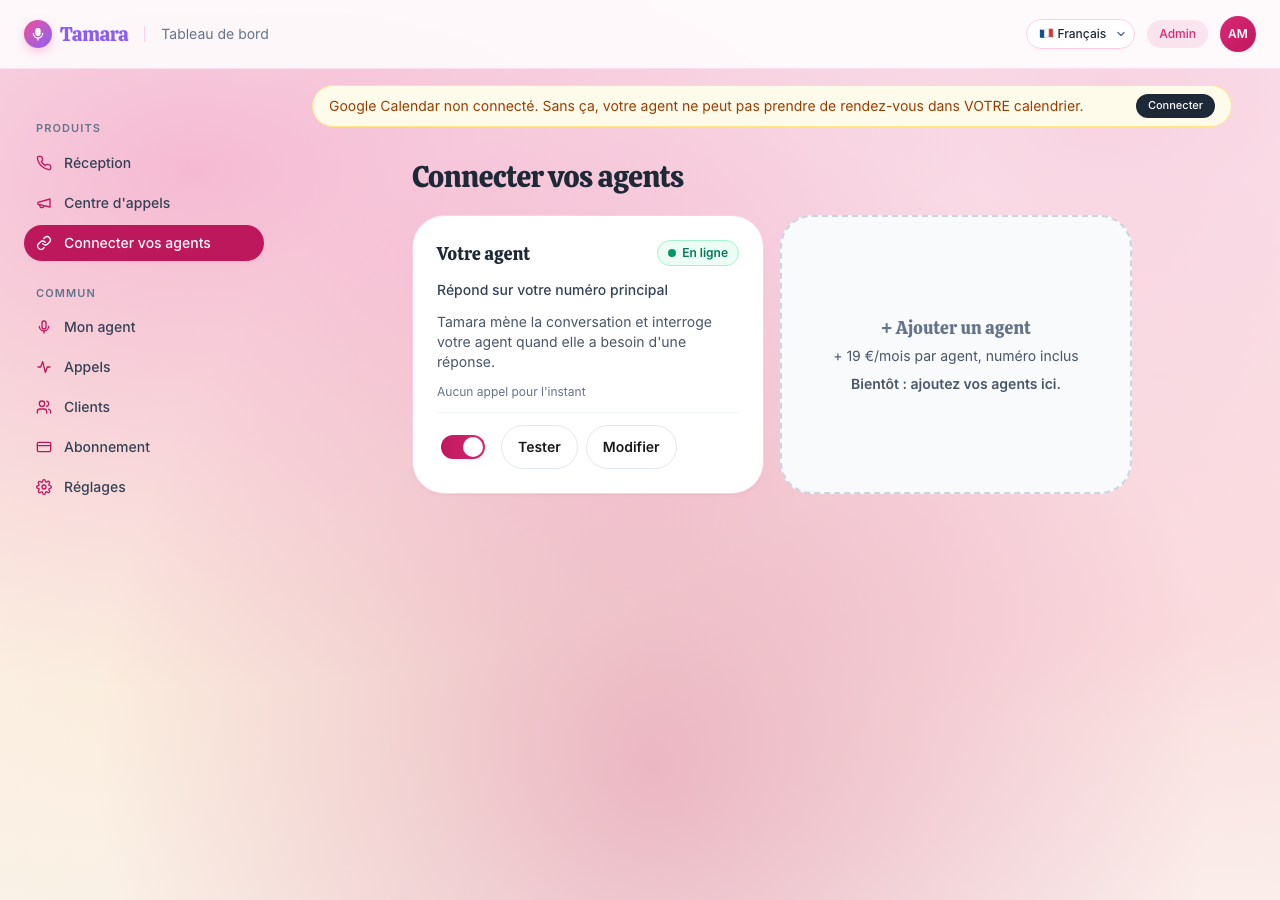 Tamara
Tableau de bord
Français
Admin
AM
Google Calendar non connecté. Sans ça, votre agent ne peut pas prendre de rendez-vous dans VOTRE calendrier.
Connecter
PRODUITS
Réception
Centre d'appels
Connecter vos agents
COMMUN
Mon agent
Appels
Clients
Abonnement
Réglages
Connecter vos agents
Votre agent
En ligne
Répond sur votre numéro principal
Tamara mène la conversation et interroge
votre agent quand elle a besoin d'une
réponse.
Aucun appel pour l'instant
Tester
Modifier
+ Ajouter un agent
+ 19 €/mois par agent, numéro inclus
Bientôt : ajoutez vos agents ici.